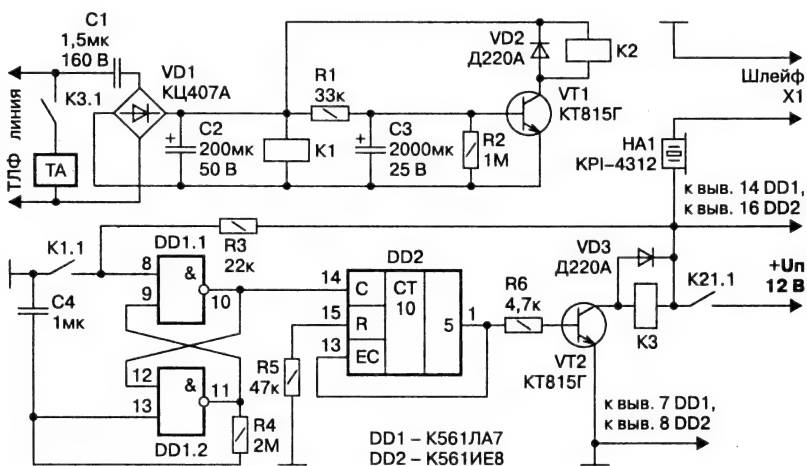 C1
1,5мк
160 В
VD1
КЦ407А
K3.1
ТЛФ линия
ТА
C2
200мк
50 В
K1
R1
33к
C3
2000мк
25 В
R2
1М
VD2
Д220А
K2
VT1
КТ815Г
Шлейф
X1
HA1
KPI–4312
к выв. 14 DD1,
к выв. 16 DD2
K1.1
R3
22к
DD1.1
&
8
9
10
C4
1мк
12
13
&
11
DD1.2
R4
2М
R5
47к
DD2
14
15
13
C
R
EC
CT
10
5
1
R6
4,7к
VD3
Д220А
K3
K21.1
+Uп
12 В
VT2
КТ815Г
к выв. 7 DD1,
к выв. 8 DD2
DD1 – К561ЛА7
DD2 – К561ИЕ8